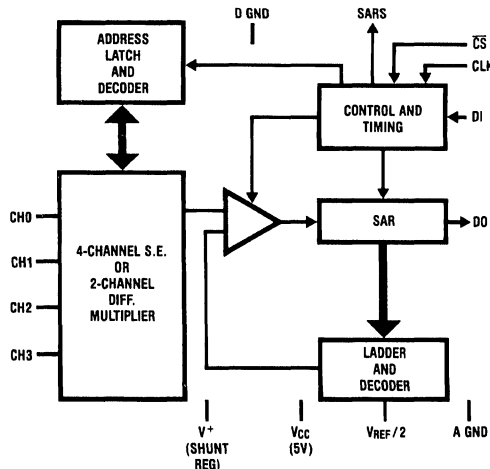 D GND
SARS
CS
CLK
ADDRESS
LATCH
AND
DECODER
CONTROL AND
TIMING
DI
CH0
CH1
CH2
CH3
4-CHANNEL S.E.
OR
2-CHANNEL
DIFF.
MULTIPLIER
SAR
DO
LADDER
AND
DECODER
V+
(SHUNT
REG)
VCC
(5V)
VREF/2
A GND